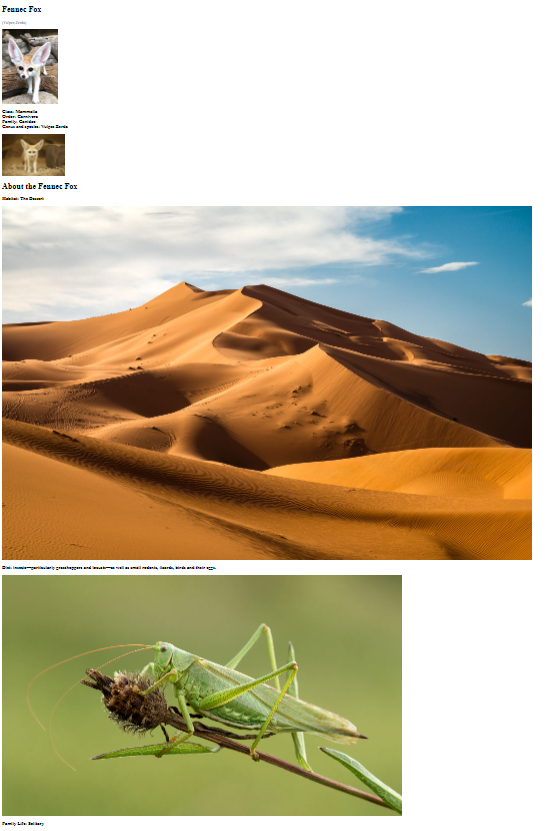 Fennec Fox
(Vulpes Zerda)
Class: Mammalia
Order: Carnivora
Family: Canidae
Genus and species: Vulpes Zerda
About the Fennec Fox
Habitat: The Dessert
Diet: Insects—particularly grasshoppers and locusts—as well as small rodents, lizards, birds and their eggs.
Family Life: Solitary